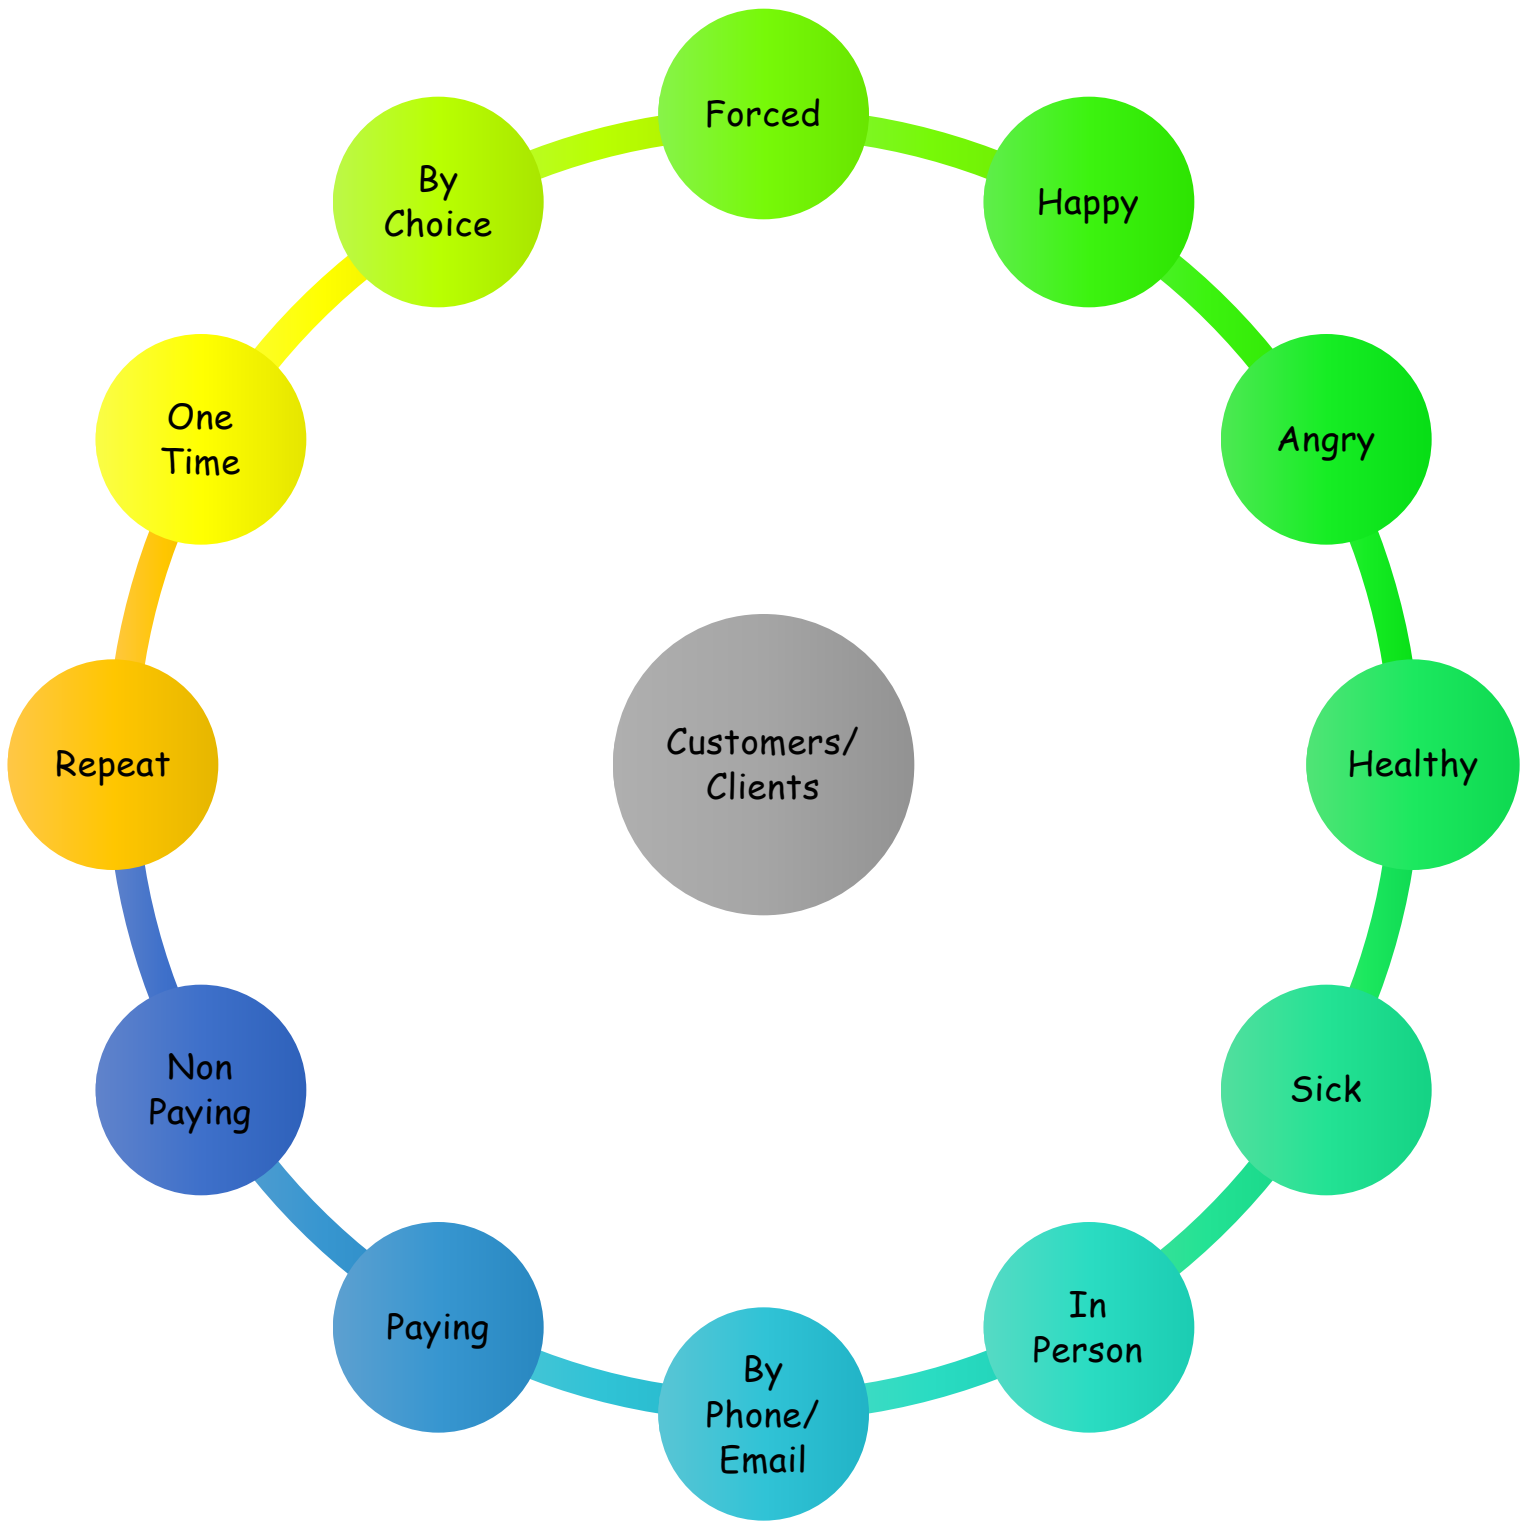 Forced
By
Choice
Happy
One
Time
Angry
Repeat
Customers/
Clients
Healthy
Non
Paying
Sick
Paying
In
Person
By
Phone/
Email